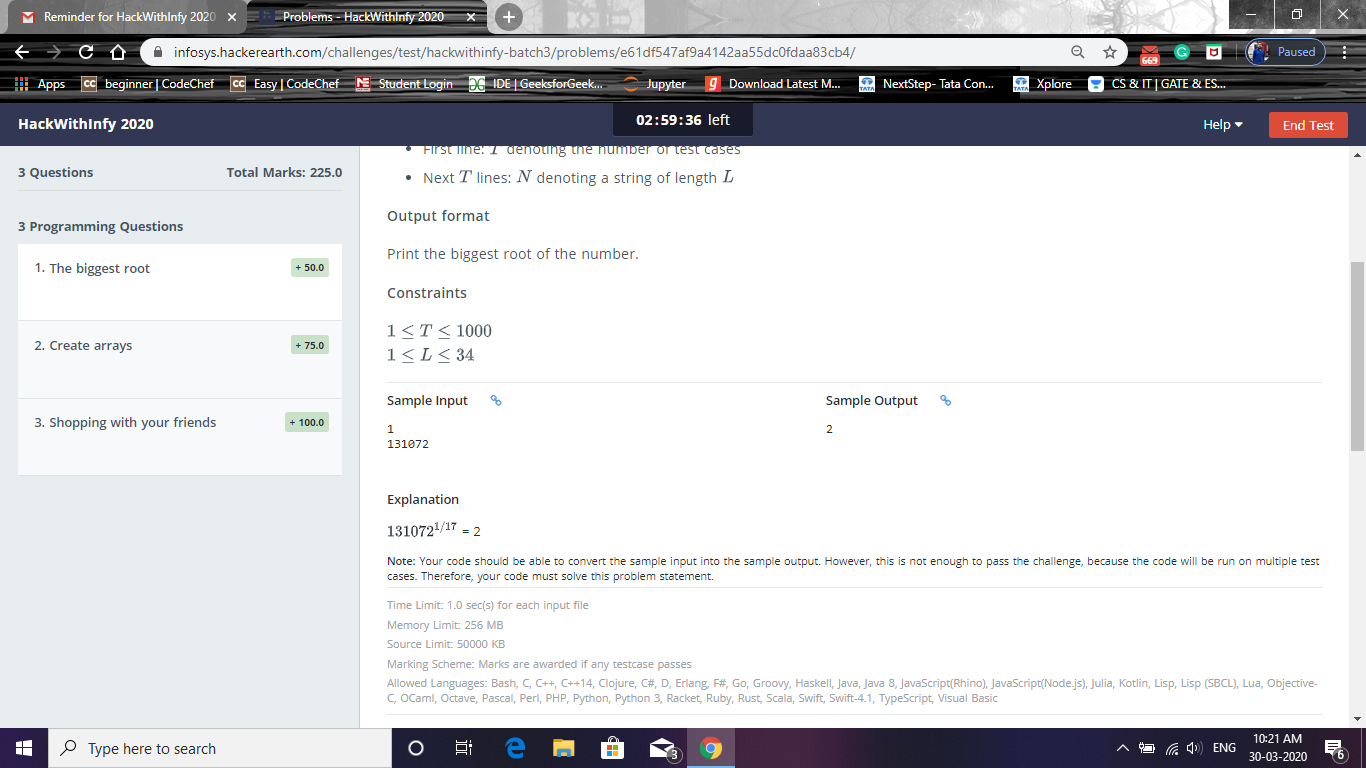 Reminder for HackWithInfy 2020 x Problems - HackWithInfy 2020 x +
infosys.hackerearth.com/challenges/test/hackwithinfy-batch3/problems/e61df547af9a4142aa55dc0fdaa83cb4/ 669 G Paused
Apps CC beginner | CodeChef CC Easy | CodeChef NE Student Login IDE | GeeksforGeek... Jupyter g Download Latest M... TATA NextStep- Tata Con... TATA Xplore CS & IT | GATE & ES...
HackWithInfy 2020 02:59:36 left Help End Test
3 Questions Total Marks: 225.0
3 Programming Questions
1. The biggest root + 50.0
2. Create arrays + 75.0
3. Shopping with your friends + 100.0
• First line: T denoting the number of test cases
• Next T lines: N denoting a string of length L
Output format
Print the biggest root of the number.
Constraints
1 ≤ T ≤ 1000
1 ≤ L ≤ 34
Sample Input Sample Output
1 2
131072
Explanation
131072^1/17 = 2
Note: Your code should be able to convert the sample input into the sample output. However, this is not enough to pass the challenge, because the code will be run on multiple test
cases. Therefore, your code must solve this problem statement.
Time Limit: 1.0 sec(s) for each input file
Memory Limit: 256 MB
Source Limit: 50000 KB
Marking Scheme: Marks are awarded if any testcase passes
Allowed Languages: Bash, C, C++, C++14, Clojure, C#, D, Erlang, F#, Go, Groovy, Haskell, Java, Java 8, JavaScript(Rhino), JavaScript(Node.js), Julia, Kotlin, Lisp, Lisp (SBCL), Lua, Objective-
C, OCaml, Octave, Pascal, Perl, PHP, Python, Python 3, Racket, Ruby, Rust, Scala, Swift, Swift-4.1, TypeScript, Visual Basic
Type here to search 3 ENG 10:21 AM 6
30-03-2020